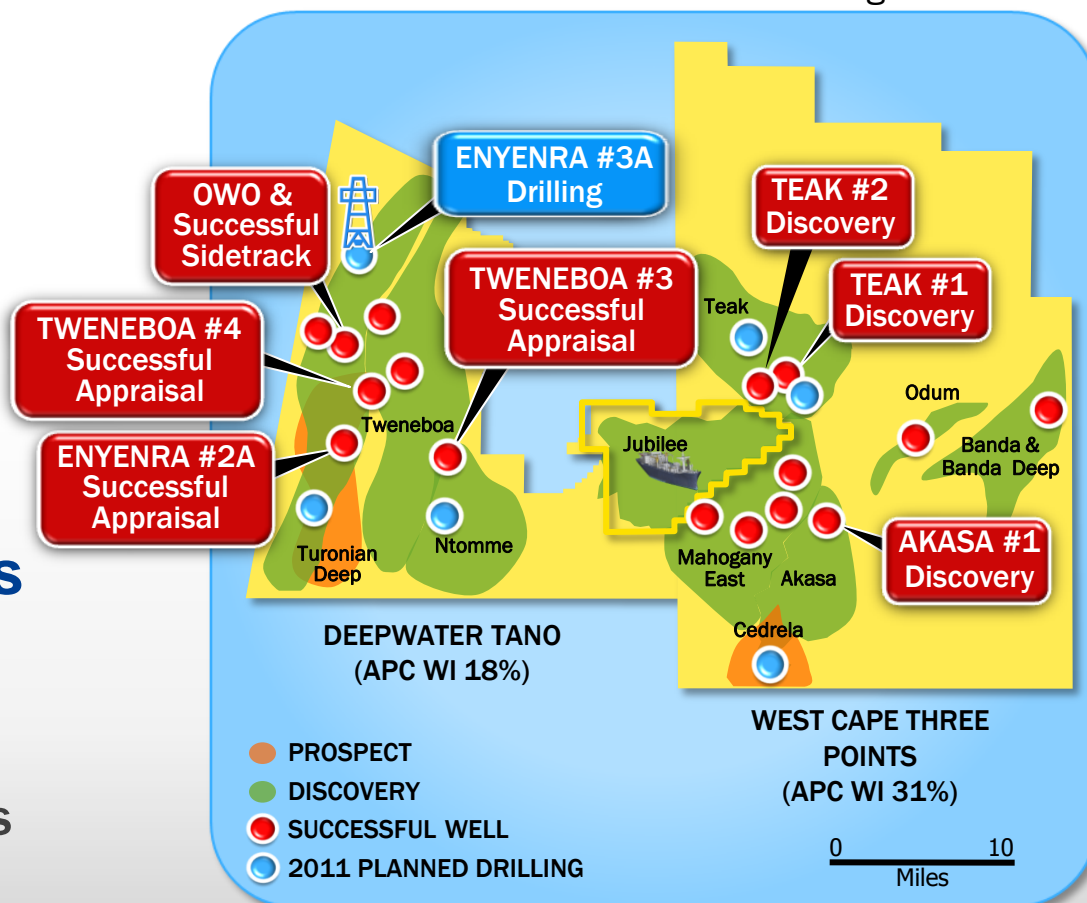 ENYENRA #3A
Drilling
OWO &
Successful
Sidetrack
TEAK #2
Discovery
TWENEBOA #3
Successful
Appraisal
TEAK #1
Discovery
TWENEBOA #4
Successful
Appraisal
Teak
Odum
Tweneboa
Jubilee
Banda &
Banda Deep
ENYENRA #2A
Successful
Appraisal
Turonian
Deep
Ntomme
Mahogany
East
Akasa
AKASA #1
Discovery
Cedrela
DEEPWATER TANO
(APC WI 18%)
WEST CAPE THREE
POINTS
(APC WI 31%)
PROSPECT
DISCOVERY
SUCCESSFUL WELL
2011 PLANNED DRILLING
0 10
Miles